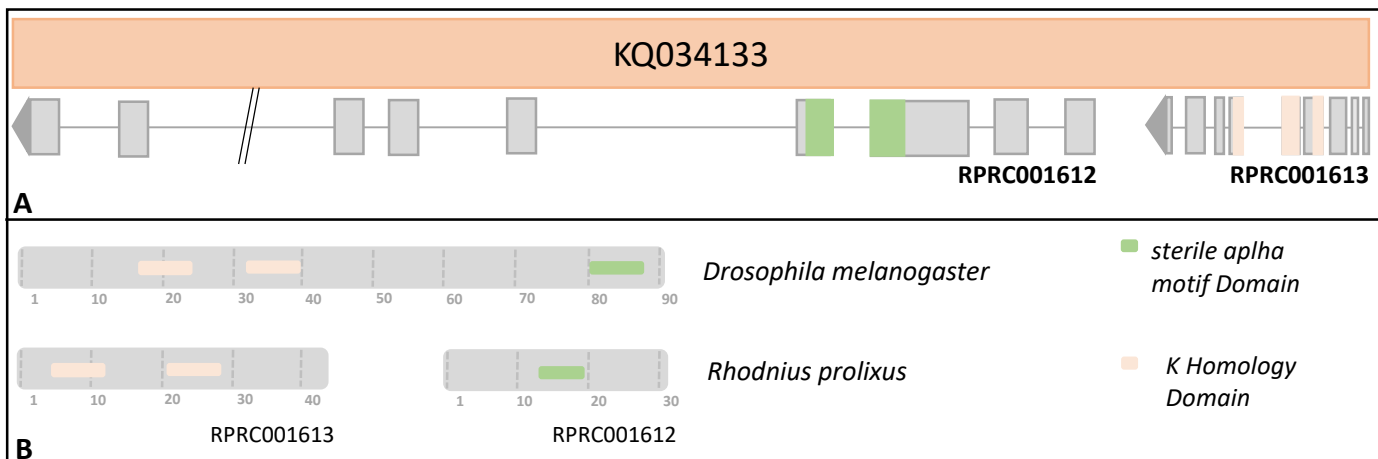 KQ034133
RPRC001612
RPRC001613
A
Drosophila melanogaster
sterile aplha
motif Domain
1 10 20 30 40 50 60 70 80 90
Rhodnius prolixus
K Homology
Domain
1 10 20 30 40
1 10 20 30
RPRC001613
RPRC001612
B